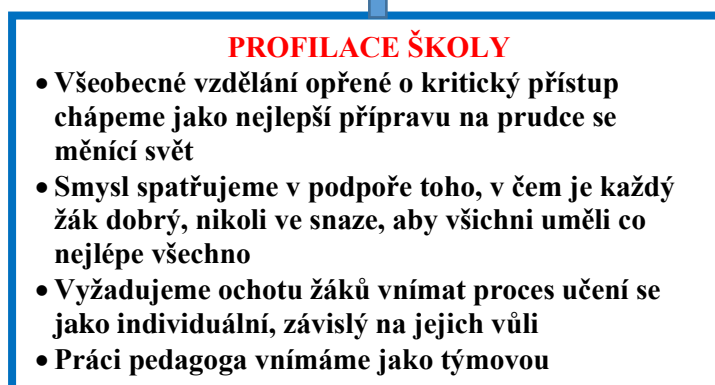 PROFILACE ŠKOLY
• Všeobecné vzdělání opřené o kritický přístup
chápeme jako nejlepší přípravu na prudce se
měnící svět
• Smysl spatřujeme v podpoře toho, v čem je každý
žák dobrý, nikoli ve snaze, aby všichni uměli co
nejlépe všechno
• Vyžadujeme ochotu žáků vnímat proces učení se
jako individuální, závislý na jejich vůli
• Práci pedagoga vnímáme jako týmovou